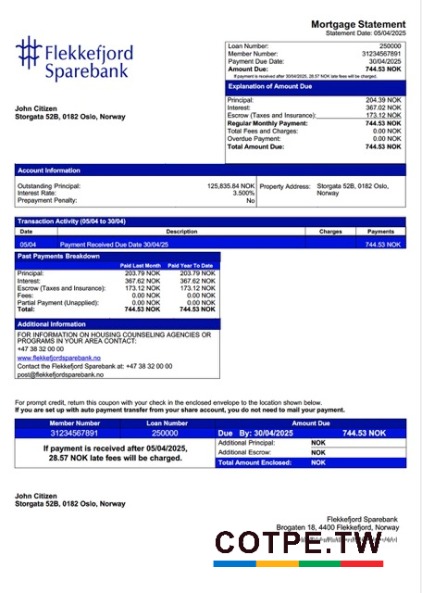 Mortgage Statement
Statement Date: 05/04/2025
Flekkefjord
Sparebank
Loan Number: 250000
Member Number: 31234567891
Payment Due Date: 30/04/2025
Amount Due: 744.53 NOK
If payment is received after 30/04/2025, 28.57 NOK late fees will be charged.
Explanation of Amount Due
Principal: 204.39 NOK
Interest: 367.02 NOK
Escrow (Taxes and Insurance): 173.12 NOK
Regular Monthly Payment: 744.53 NOK
Total Fees and Charges: 0.00 NOK
Overdue Payment: 0.00 NOK
Total Amount Due: 744.53 NOK
John Citizen
Storgata 52B, 0182 Oslo, Norway
Account Information
Outstanding Principal: 125,835.84 NOK
Interest Rate: 3.500%
Prepayment Penalty: No
Property Address: Storgata 52B, 0182 Oslo,
Norway
Transaction Activity (05/04 to 30/04)
Date Description Charges Payments
05/04 Payment Received Due Date 30/04/25 744.53 NOK
Past Payments Breakdown
Paid Last Month Paid Year To Date
Principal: 203.79 NOK 203.79 NOK
Interest: 367.62 NOK 367.62 NOK
Escrow (Taxes and Insurance): 173.12 NOK 173.12 NOK
Fees: 0.00 NOK 0.00 NOK
Partial Payment (Unapplied): 0.00 NOK 0.00 NOK
Total: 744.53 NOK 744.53 NOK
Additional Information
FOR INFORMATION ON HOUSING COUNSELING AGENCIES OR
PROGRAMS IN YOUR AREA CONTACT:
+47 38 32 00 00
www.flekkefjordsparebank.no
Contact the Flekkefjord Sparebank at: +47 38 32 00 00
post@flekkefjordsparebank.no
For prompt credit, return this coupon with your check in the enclosed envelope to the location shown below.
If you are set up with auto payment transfer from your share account, you do not need to mail your payment.
Member Number Loan Number Amount Due
31234567891 250000 Due By: 30/04/2025 744.53 NOK
If payment is received after 05/04/2025,
28.57 NOK late fees will be charged.
Additional Principal: NOK
Additional Escrow: NOK
Total Amount Enclosed: NOK
John Citizen
Storgata 52B, 0182 Oslo, Norway
Flekkefjord Sparebank
Brogaten 18, 4400 Flekkefjord, Norway
COTPE.TW